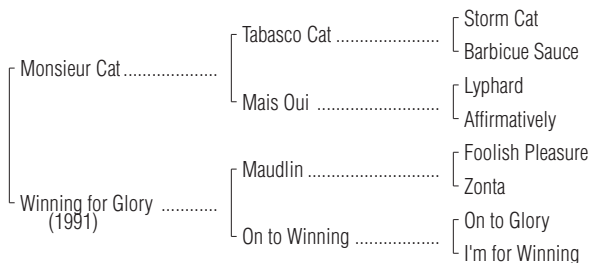 Storm Cat
Tabasco Cat ......................
Barbicue Sauce
Monsieur Cat....................
Lyphard
Mais Oui ..........................
Affirmatively
Foolish Pleasure
Maudlin ............................
Zonta
Winning for Glory ............
(1991)
On to Glory
On to Winning ..................
I'm for Winning